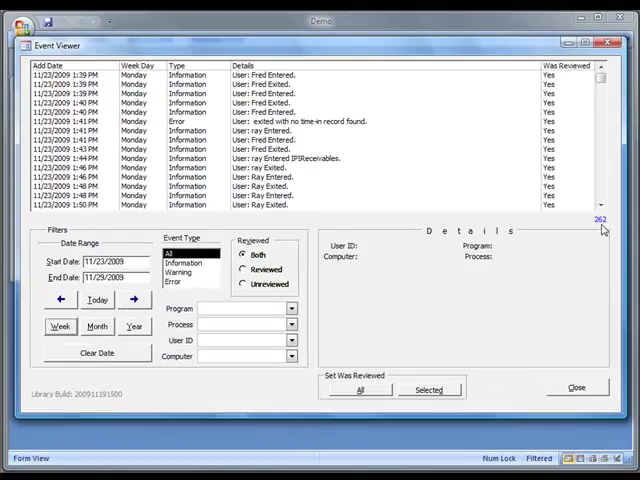 Demo
Event Viewer
Add Date Week Day Type Details Was Reviewed
11/23/2009 1:39 PM Monday Information User: Fred Entered. Yes
11/23/2009 1:39 PM Monday Information User: Fred Exited. Yes
11/23/2009 1:39 PM Monday Information User: Fred Entered. Yes
11/23/2009 1:40 PM Monday Information User: Fred Exited. Yes
11/23/2009 1:40 PM Monday Information User: Fred Entered. Yes
11/23/2009 1:41 PM Monday Error User: exited with no time-in record found. Yes
11/23/2009 1:41 PM Monday Information User: ray Entered. Yes
11/23/2009 1:41 PM Monday Information User: Fred Exited. Yes
11/23/2009 1:43 PM Monday Information User: Fred Entered. Yes
11/23/2009 1:44 PM Monday Information User: ray Entered IPIReceivables. Yes
11/23/2009 1:46 PM Monday Information User: ray Exited. Yes
11/23/2009 1:46 PM Monday Information User: Ray Entered. Yes
11/23/2009 1:48 PM Monday Information User: Ray Exited. Yes
11/23/2009 1:48 PM Monday Information User: Ray Entered. Yes
11/23/2009 1:50 PM Monday Information User: Ray Exited. Yes
262
Filters
Date Range
Start Date: 11/23/2009
End Date: 11/29/2009
Today
Week Month Year
Clear Date
Event Type
All
Information
Warning
Error
Reviewed
Both
Reviewed
Unreviewed
Program
Process
User ID
Computer
Details
User ID: Program:
Computer: Process:
Set Was Reviewed
All Selected
Close
Library Build: 200911191500
Form View Num Lock Filtered